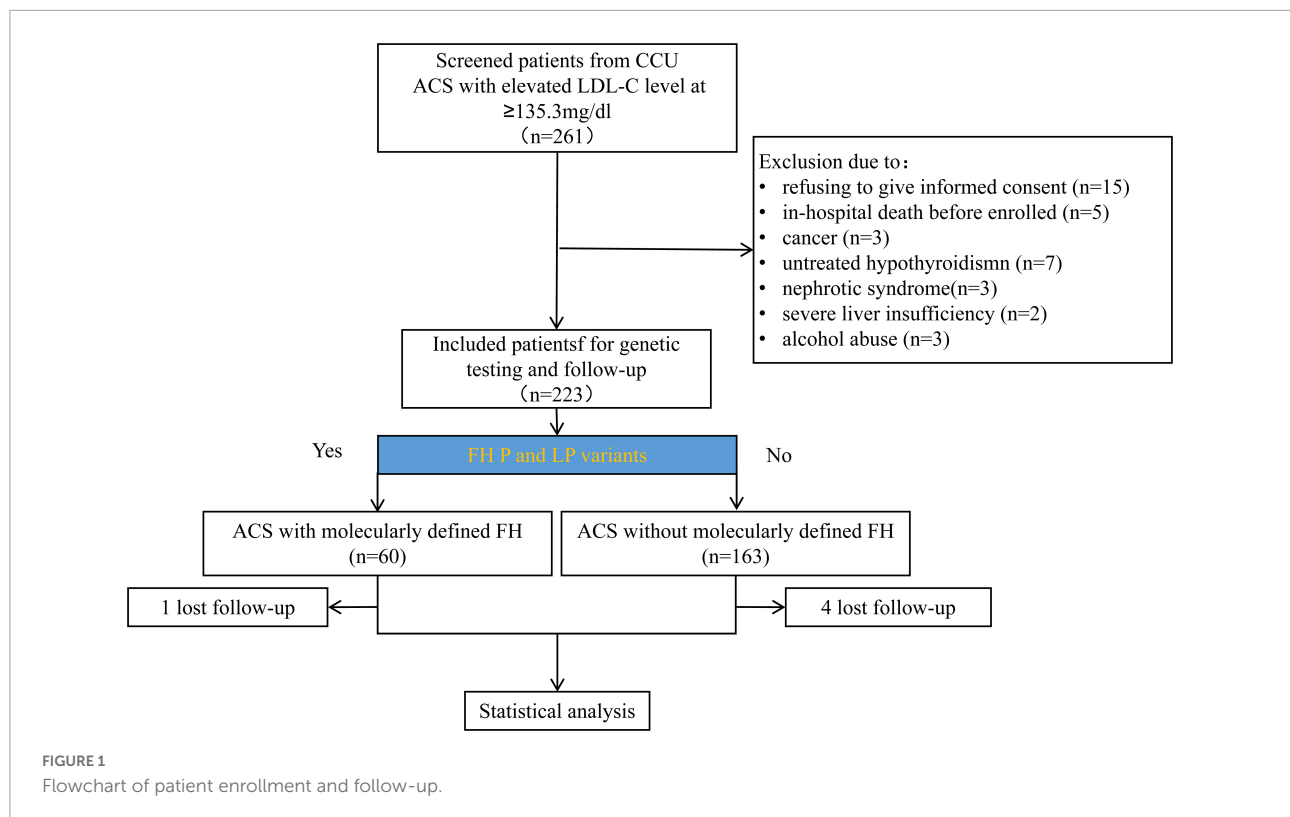 Screened patients from CCU
ACS with elevated LDL-C level at
≥135.3mg/dl
（n=261）
Exclusion due to：
• refusing to give informed consent (n=15)
• in-hospital death before enrolled (n=5)
• cancer (n=3)
• untreated hypothyroidismn (n=7)
• nephrotic syndrome(n=3)
• severe liver insufficiency (n=2)
• alcohol abuse (n=3)
Included patientsf for genetic
testing and follow-up
（n=223）
Yes
FH P and LP variants
No
ACS with molecularly defined FH
(n=60)
ACS without molecularly defined FH
(n=163)
1 lost follow-up
4 lost follow-up
Statistical analysis
FIGURE 1
Flowchart of patient enrollment and follow-up.